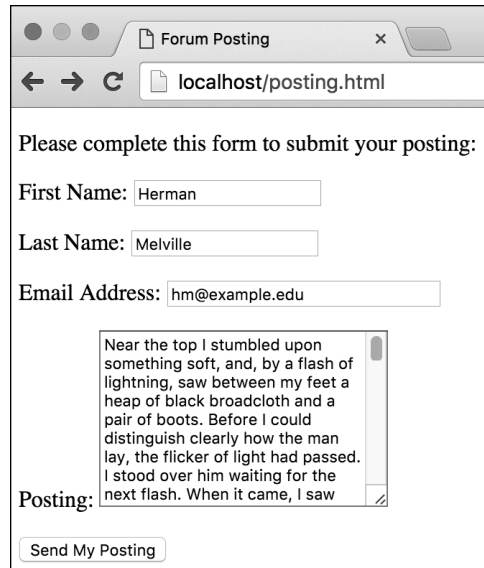 Forum Posting
localhost/posting.html
Please complete this form to submit your posting:
First Name: Herman
Last Name: Melville
Email Address: hm@example.edu
Near the top I stumbled upon
something soft, and, by a flash of
lightning, saw between my feet a
heap of black broadcloth and a
pair of boots. Before I could
distinguish clearly how the man
lay, the flicker of light had passed.
I stood over him waiting for the
next flash. When it came, I saw
Posting:
Send My Posting